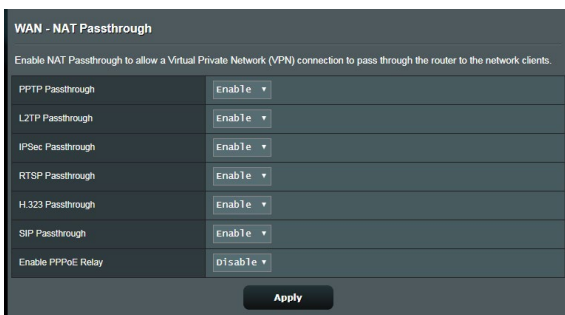 WAN - NAT Passthrough
Enable NAT Passthrough to allow a Virtual Private Network (VPN) connection to pass through the router to the network clients.
PPTP Passthrough Enable
L2TP Passthrough Enable
IPSec Passthrough Enable
RTSP Passthrough Enable
H.323 Passthrough Enable
SIP Passthrough Enable
Enable PPPoE Relay Disable
Apply